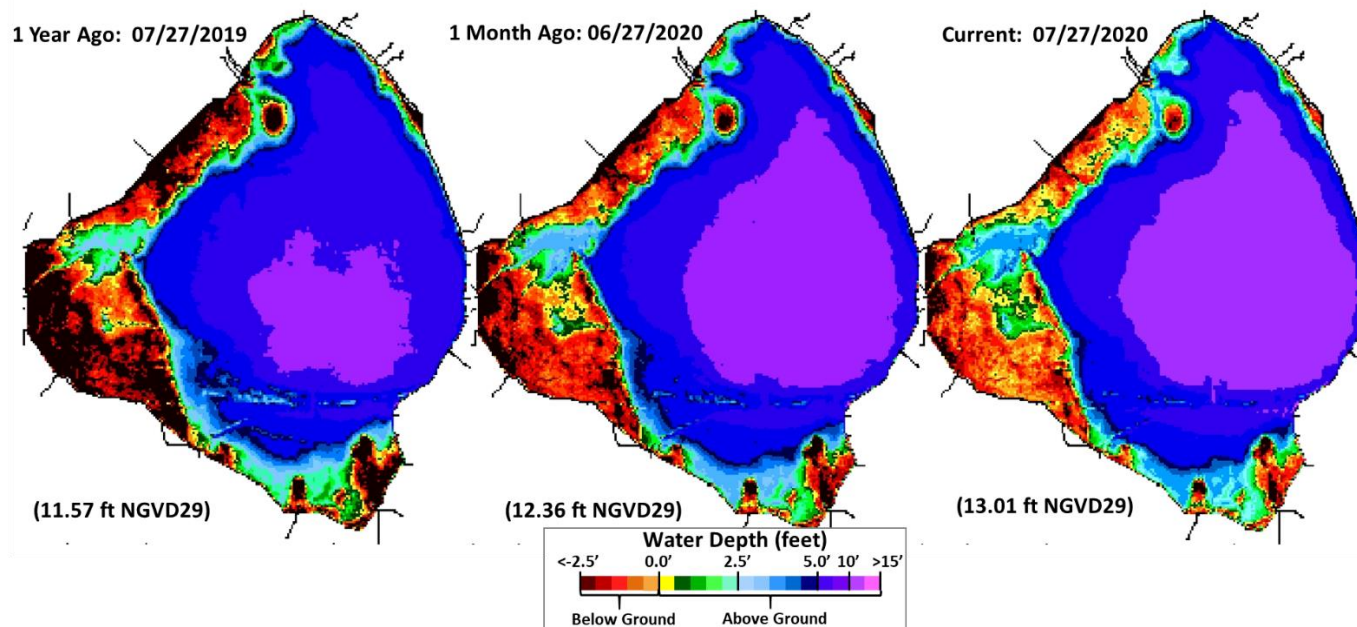 1 Year Ago: 07/27/2019
1 Month Ago: 06/27/2020
Current: 07/27/2020
(11.57 ft NGVD29)
(12.36 ft NGVD29)
(13.01 ft NGVD29)
Water Depth (feet)
<-2.5' 0.0' 2.5' 5.0' 10' >15'
Below Ground Above Ground